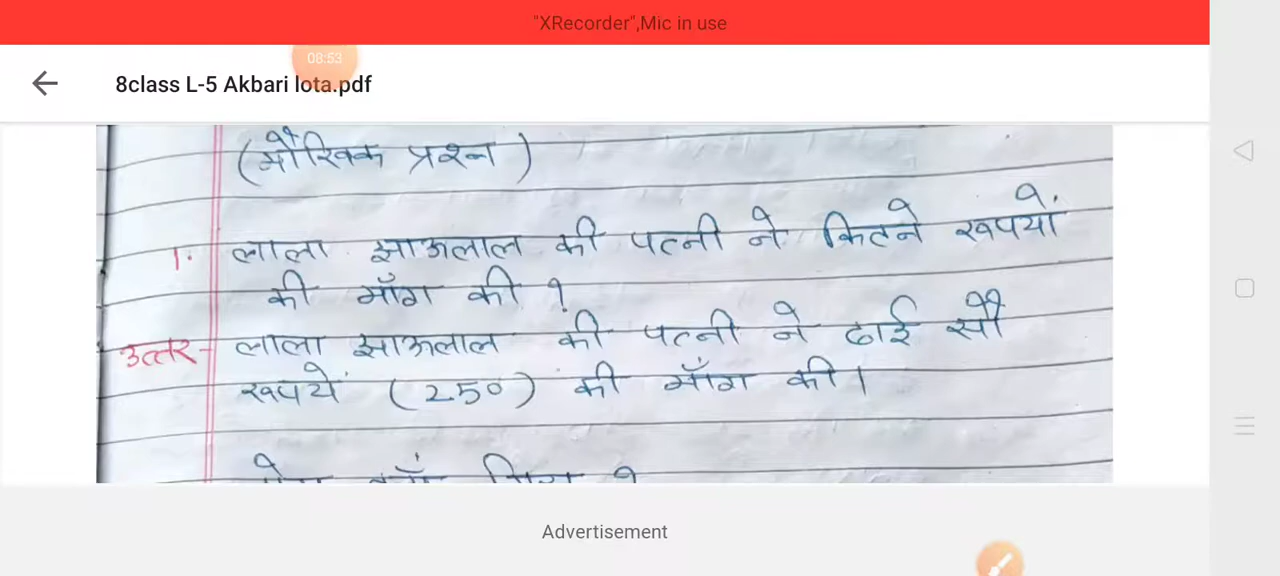 "XRecorder",Mic in use
08:53
8class L-5 Akbari lota.pdf
(मौखिक प्रश्न)
1. लाला झाऊलाल की पत्नी ने कितने रूपयों
की माँग की ?
उत्तर- लाला झाऊलाल की पत्नी ने ढाई सौ
रूपये (250) की माँग की।
Advertisement